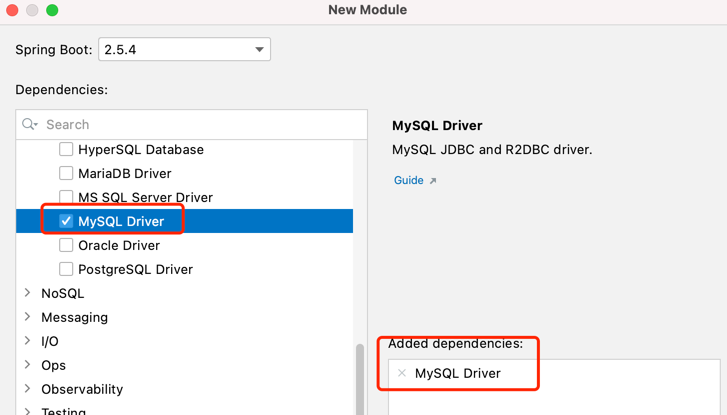 New Module
Spring Boot: 2.5.4
Dependencies:
Search
HyperSQL Database
MariaDB Driver
MS SQL Server Driver
MySQL Driver
Oracle Driver
PostgreSQL Driver
NoSQL
Messaging
I/O
Ops
Observability
Testing
MySQL Driver
MySQL JDBC and R2DBC driver.
Guide
Added dependencies:
MySQL Driver